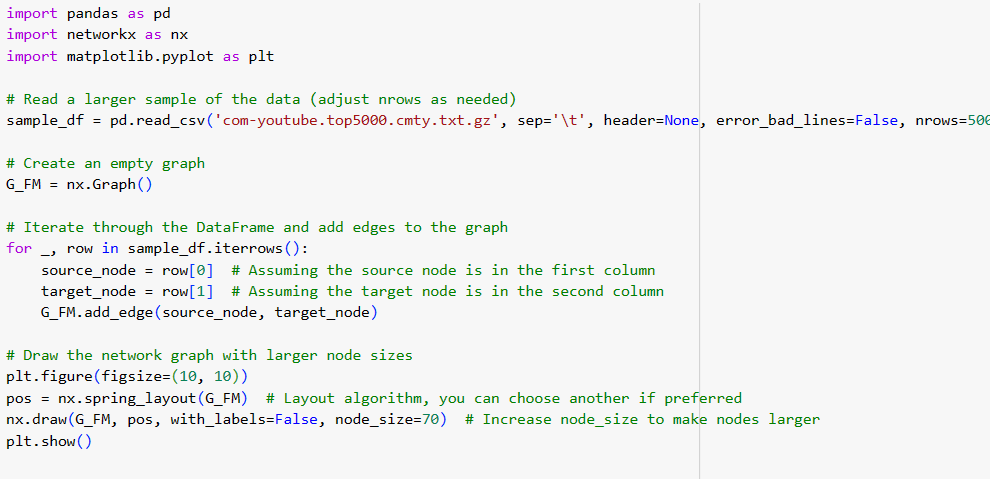 import pandas as pd
import networkx as nx
import matplotlib.pyplot as plt
# Read a larger sample of the data (adjust nrows as needed)
sample_df = pd.read_csv('com-youtube.top5000.cmty.txt.gz', sep='\t', header=None, error_bad_lines=False, nrows=500
# Create an empty graph
G_FM = nx.Graph()
# Iterate through the DataFrame and add edges to the graph
for _, row in sample_df.iterrows():
    source_node = row[0]  # Assuming the source node is in the first column
    target_node = row[1]  # Assuming the target node is in the second column
    G_FM.add_edge(source_node, target_node)
# Draw the network graph with larger node sizes
plt.figure(figsize=(10, 10))
pos = nx.spring_layout(G_FM)  # Layout algorithm, you can choose another if preferred
nx.draw(G_FM, pos, with_labels=False, node_size=70)  # Increase node_size to make nodes larger
plt.show()